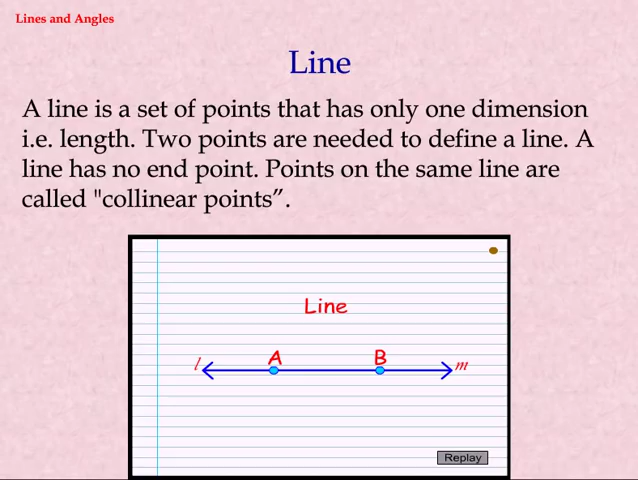 Lines and Angles
Line
A line is a set of points that has only one dimension
i.e. length. Two points are needed to define a line. A
line has no end point. Points on the same line are
called "collinear points”.
Line
l A B m
Replay